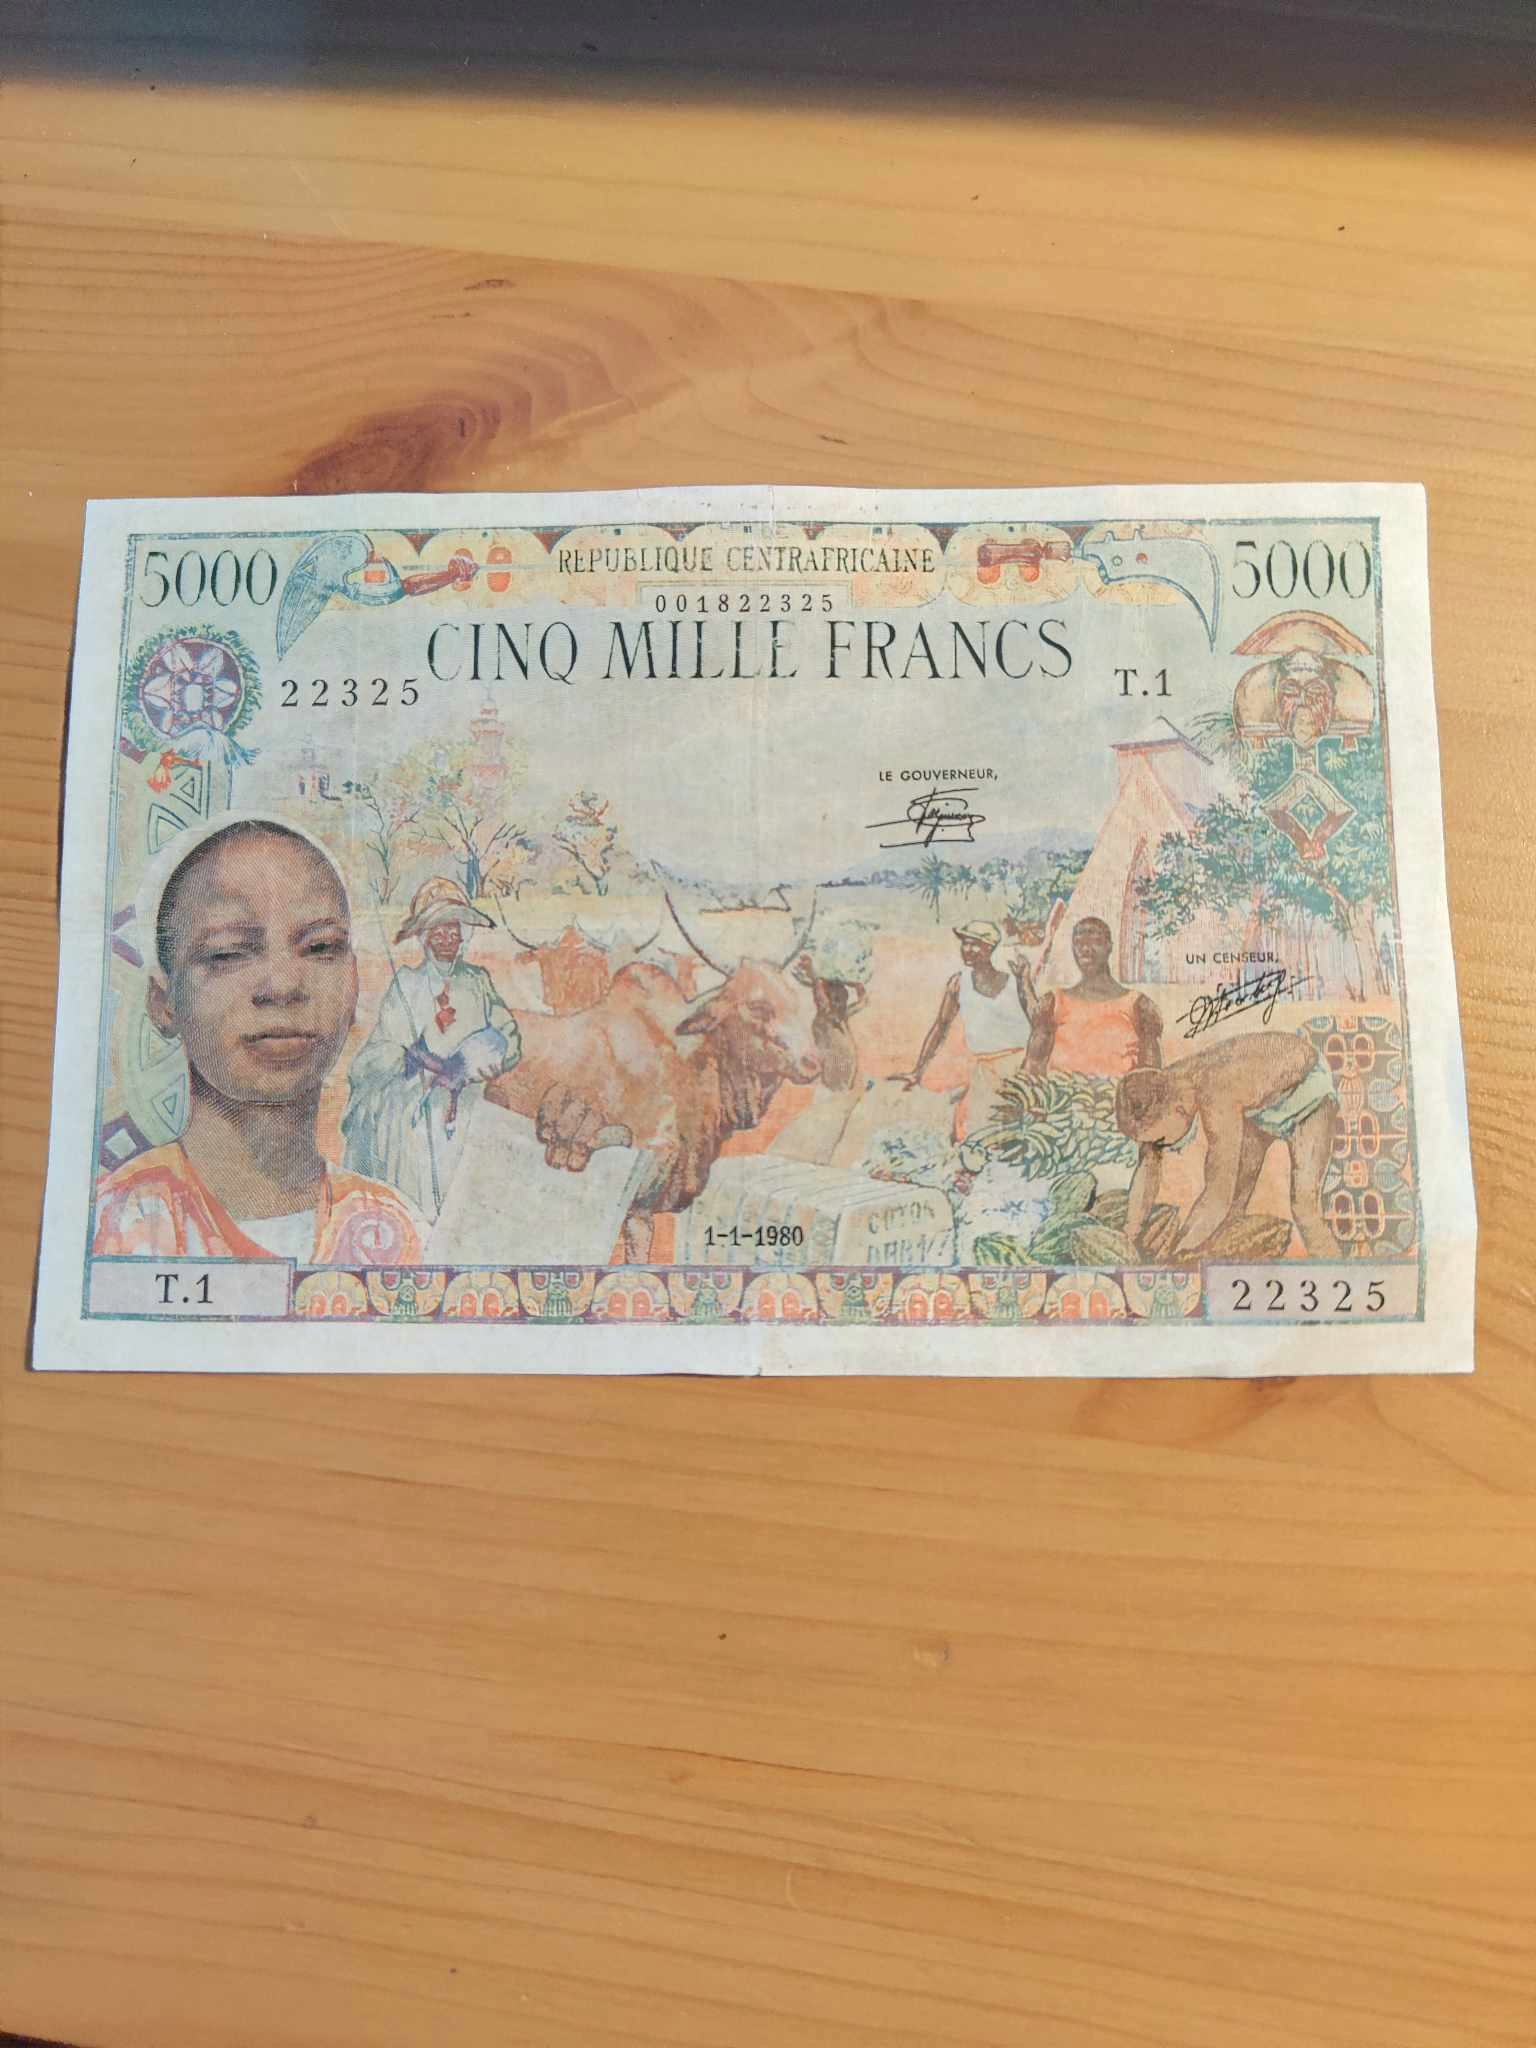 5000
REPUBLIQUE CENTRAFRICAINE
5000
001822325
CINQ MILLE FRANCS
22325
T.1
LE GOUVERNEUR,
UN CENSEUR,
COTON
1-1-1980
T.1
22325